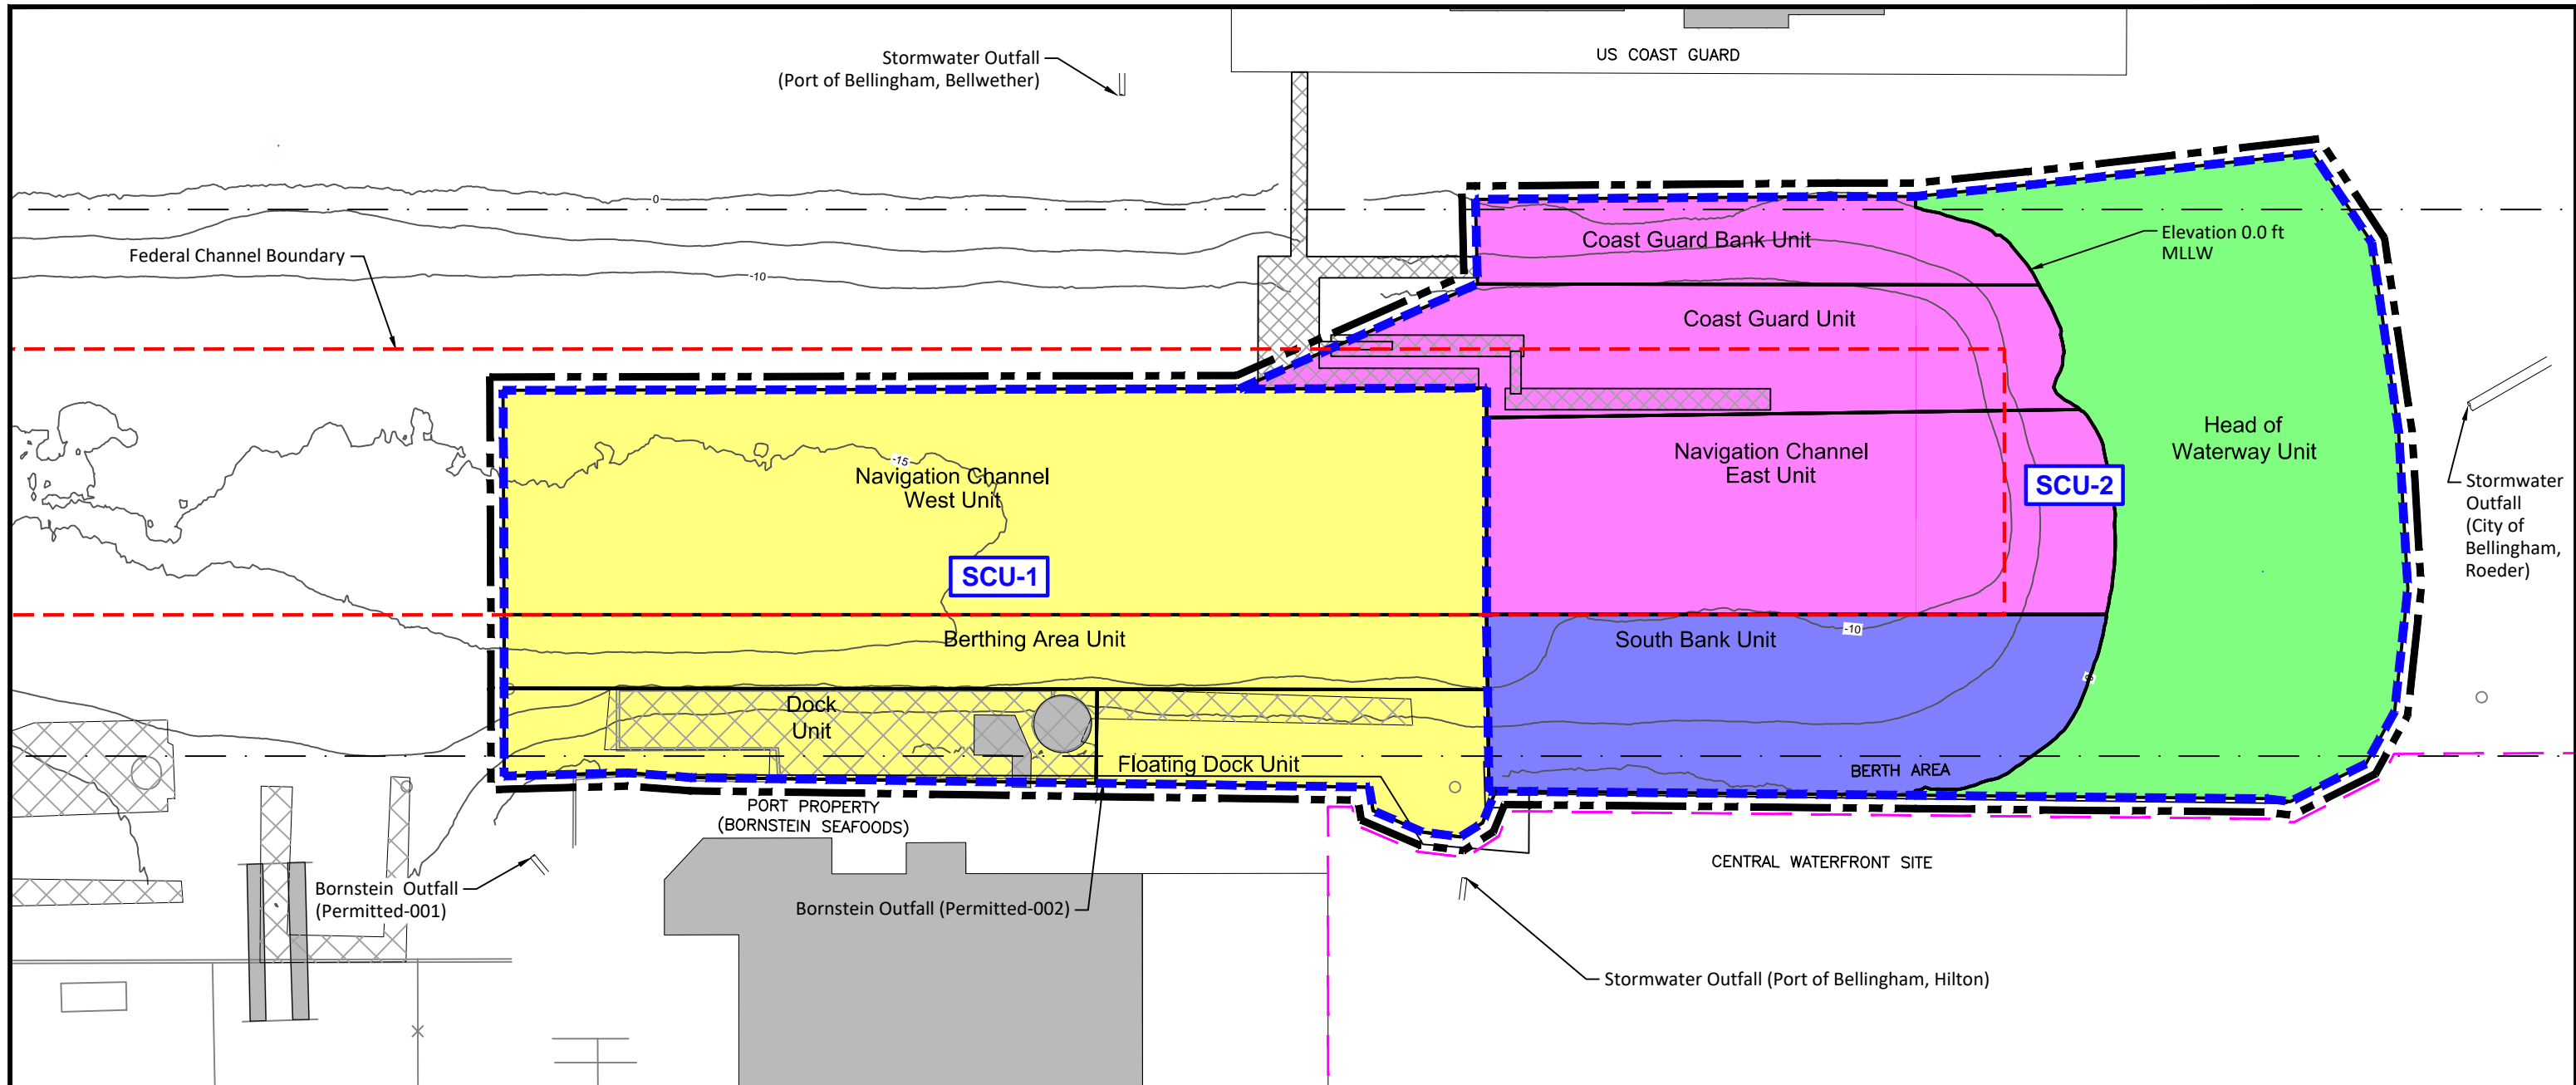 US COAST GUARD
Stormwater Outfall
(Port of Bellingham, Bellwether)
0
Federal Channel Boundary
-10
Coast Guard Bank Unit
Elevation 0.0 ft
MLLW
Coast Guard Unit
Head of
Waterway Unit
Navigation Channel
East Unit
-15
Navigation Channel
West Unit
SCU-2
Stormwater
Outfall
(City of
Bellingham,
Roeder)
SCU-1
-10
Berthing Area Unit
South Bank Unit
0
Dock
Unit
Floating Dock Unit
BERTH AREA
PORT PROPERTY
(BORNSTEIN SEAFOODS)
CENTRAL WATERFRONT SITE
Bornstein Outfall
(Permitted-001)
Bornstein Outfall (Permitted-002)
Stormwater Outfall (Port of Bellingham, Hilton)